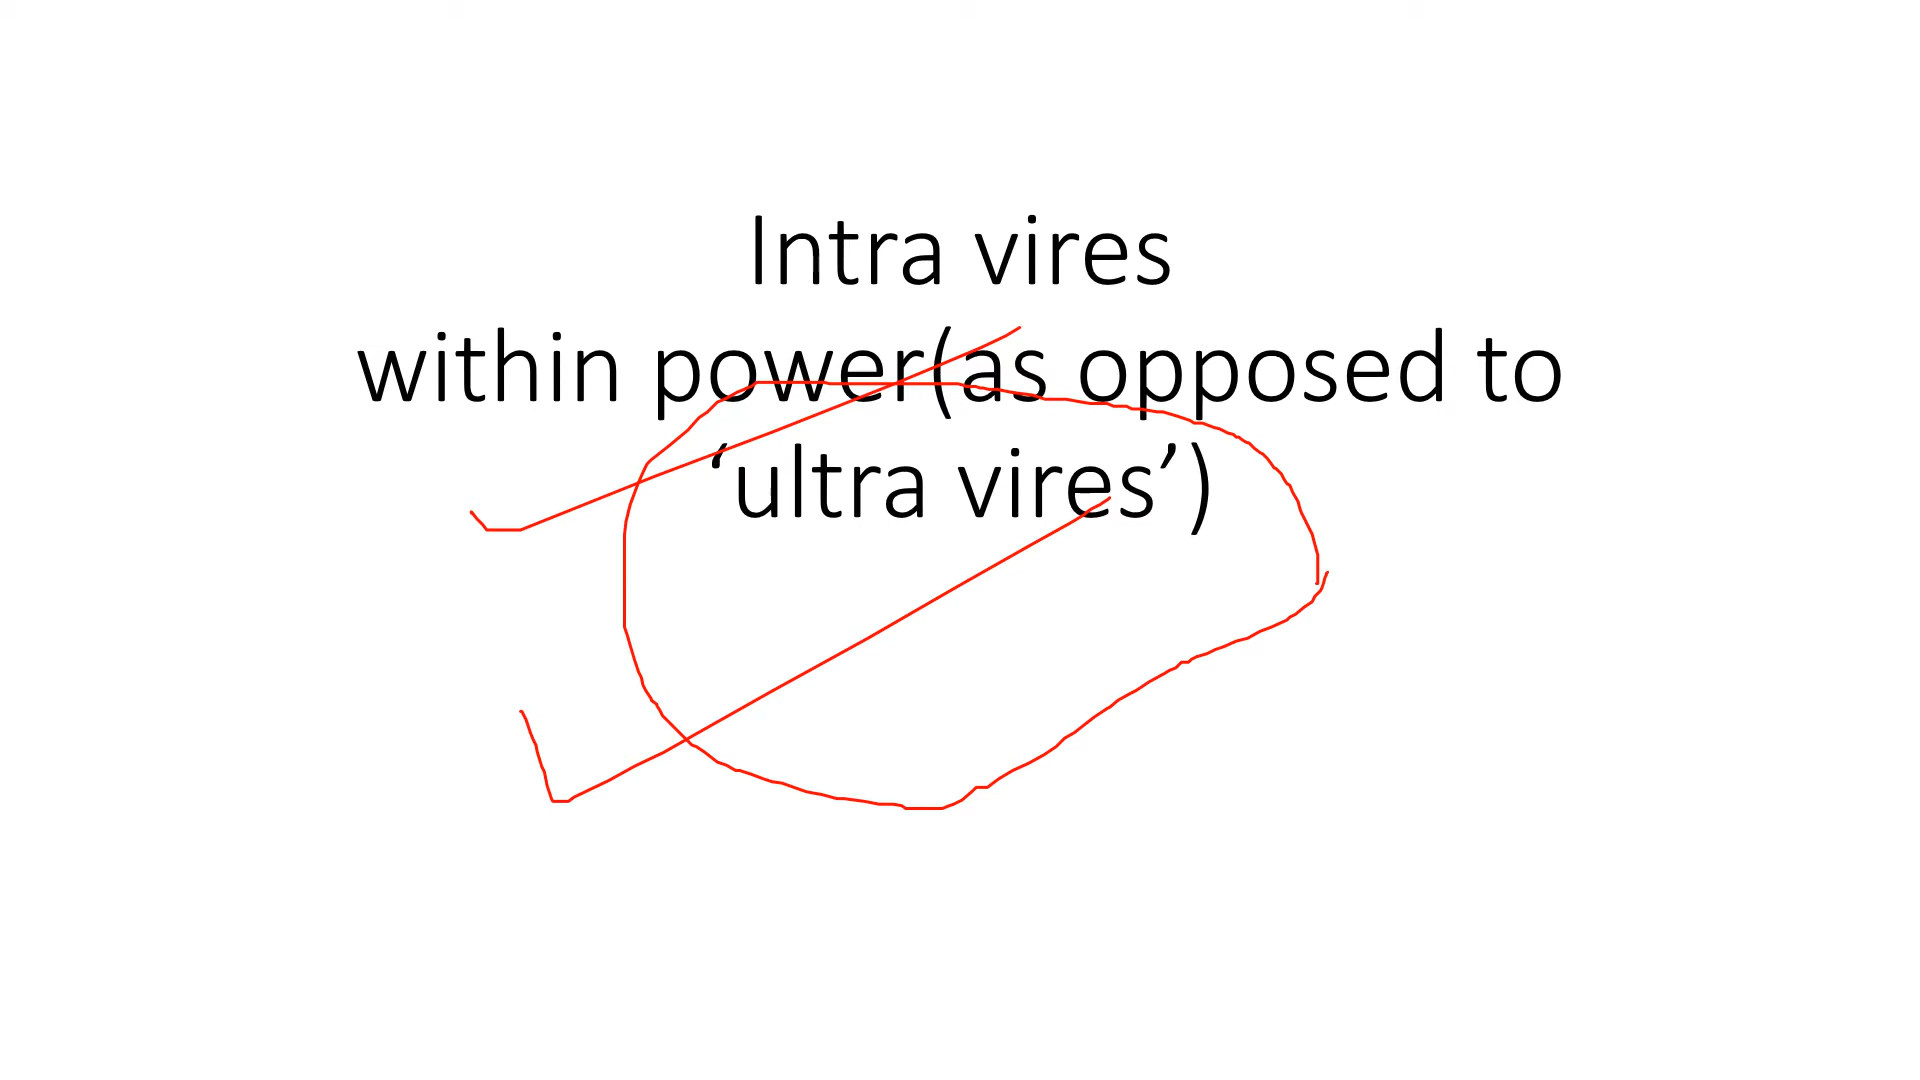 Intra vires
within power(as opposed to
‘ultra vires’)